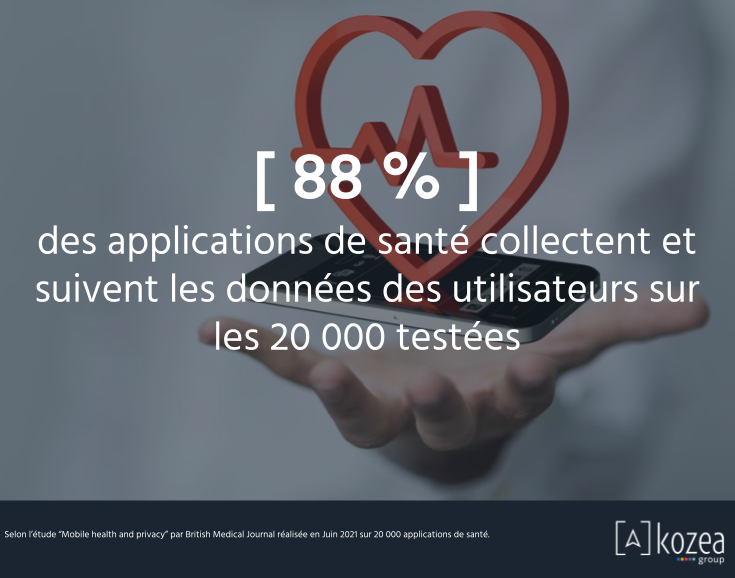 [ 88 % ]
des applications de santé collectent et
suivent les données des utilisateurs sur
les 20 000 testées
Selon l'étude "Mobile health and privacy" par British Medical Journal réalisée en Juin 2021 sur 20 000 applications de santé.
[A] kozea
group